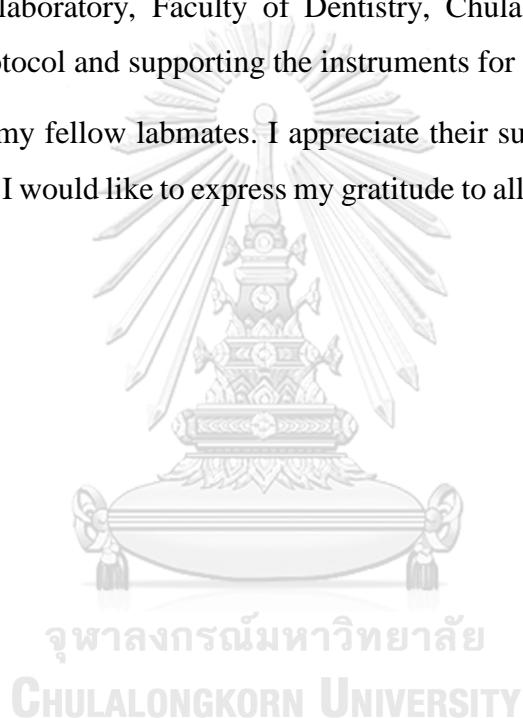 laboratory, Faculty of Dentistry, Chula
tocol and supporting the instruments for
my fellow labmates. I appreciate their su
I would like to express my gratitude to all
จุฬาลงกรณ์มหาวิทยาลัย
CHULALONGKORN UNIVERSITY